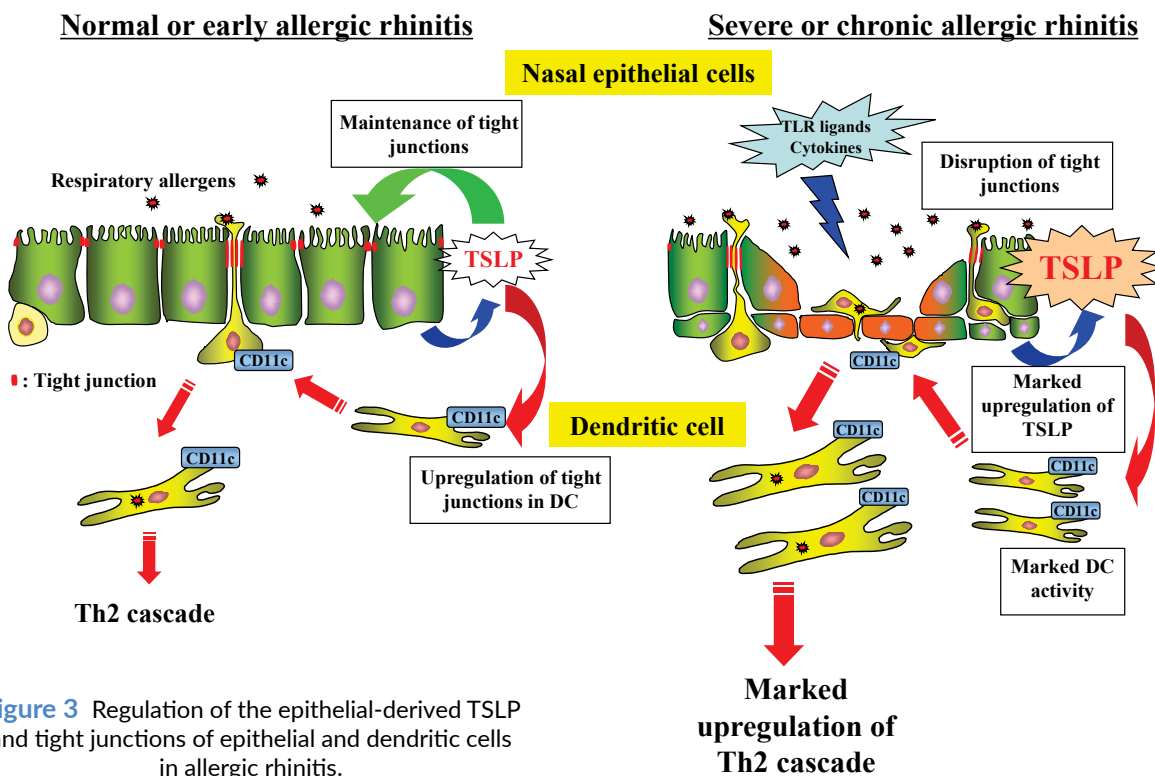 Normal or early allergic rhinitis
Severe or chronic allergic rhinitis
Nasal epithelial cells
Maintenance of tight
junctions
Respiratory allergens
TSLP
CD11c
: Tight junction
CD11c
Upregulation of tight
junctions in DC
CD11c
Th2 cascade
Dendritic cell
TLR ligands
Cytokines
Disruption of tight
junctions
TSLP
CD11c
Marked
upregulation of
TSLP
CD11c
CD11c
Marked DC
activity
CD11c
CD11c
Marked
upregulation of
Th2 cascade
igure 3 Regulation of the epithelial-derived TSLP
nd tight junctions of epithelial and dendritic cells
in allergic rhinitis.